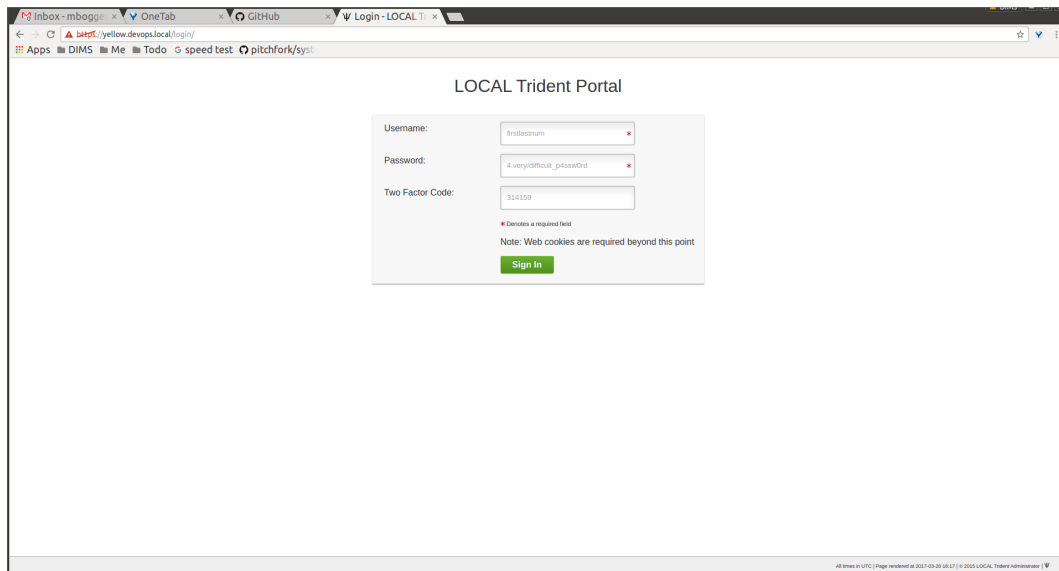 DIMS
Inbox - mbogge
OneTab
GitHub
Login - LOCAL Tr
https://yellow.devops.local/login/
Apps DIMS Me Todo speed test pitchfork/syst
LOCAL Trident Portal
Username:
firstlastnum *
Password:
4.very/difficult_p4ssw0rd *
Two Factor Code:
314159
* Denotes a required field
Note: Web cookies are required beyond this point
Sign In
All times in UTC | Page rendered at 2017-03-28 18:17 | © 2015 LOCAL Trident Administrator | Ψ